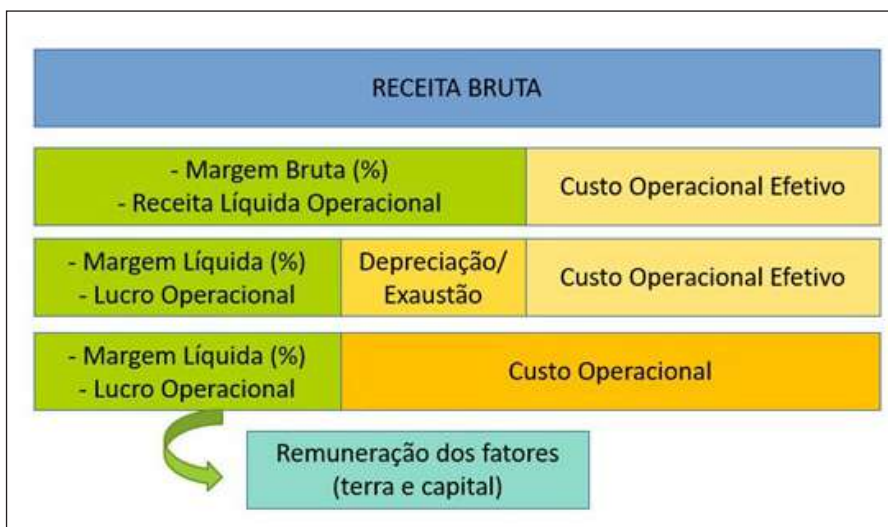 RECEITA BRUTA
- Margem Bruta (%)
- Receita Líquida Operacional
Custo Operacional Efetivo
- Margem Líquida (%)
- Lucro Operacional
Depreciação/
Exaustão
Custo Operacional Efetivo
- Margem Líquida (%)
- Lucro Operacional
Custo Operacional
Remuneração dos fatores
(terra e capital)